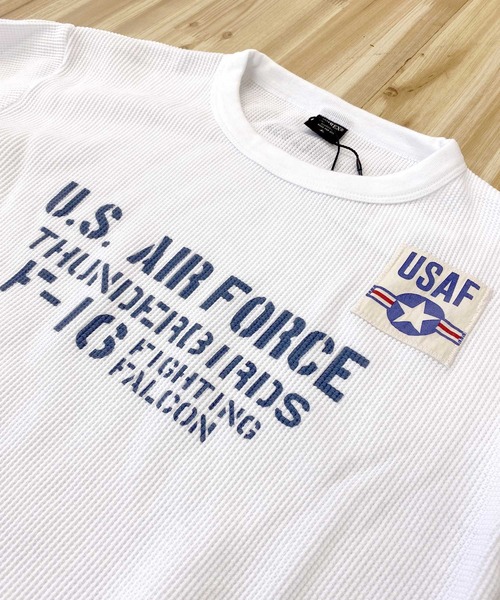 U.S. AIR FORCE
THUNDERBIRDS
F-16 FIGHTING
FALCON
USAF